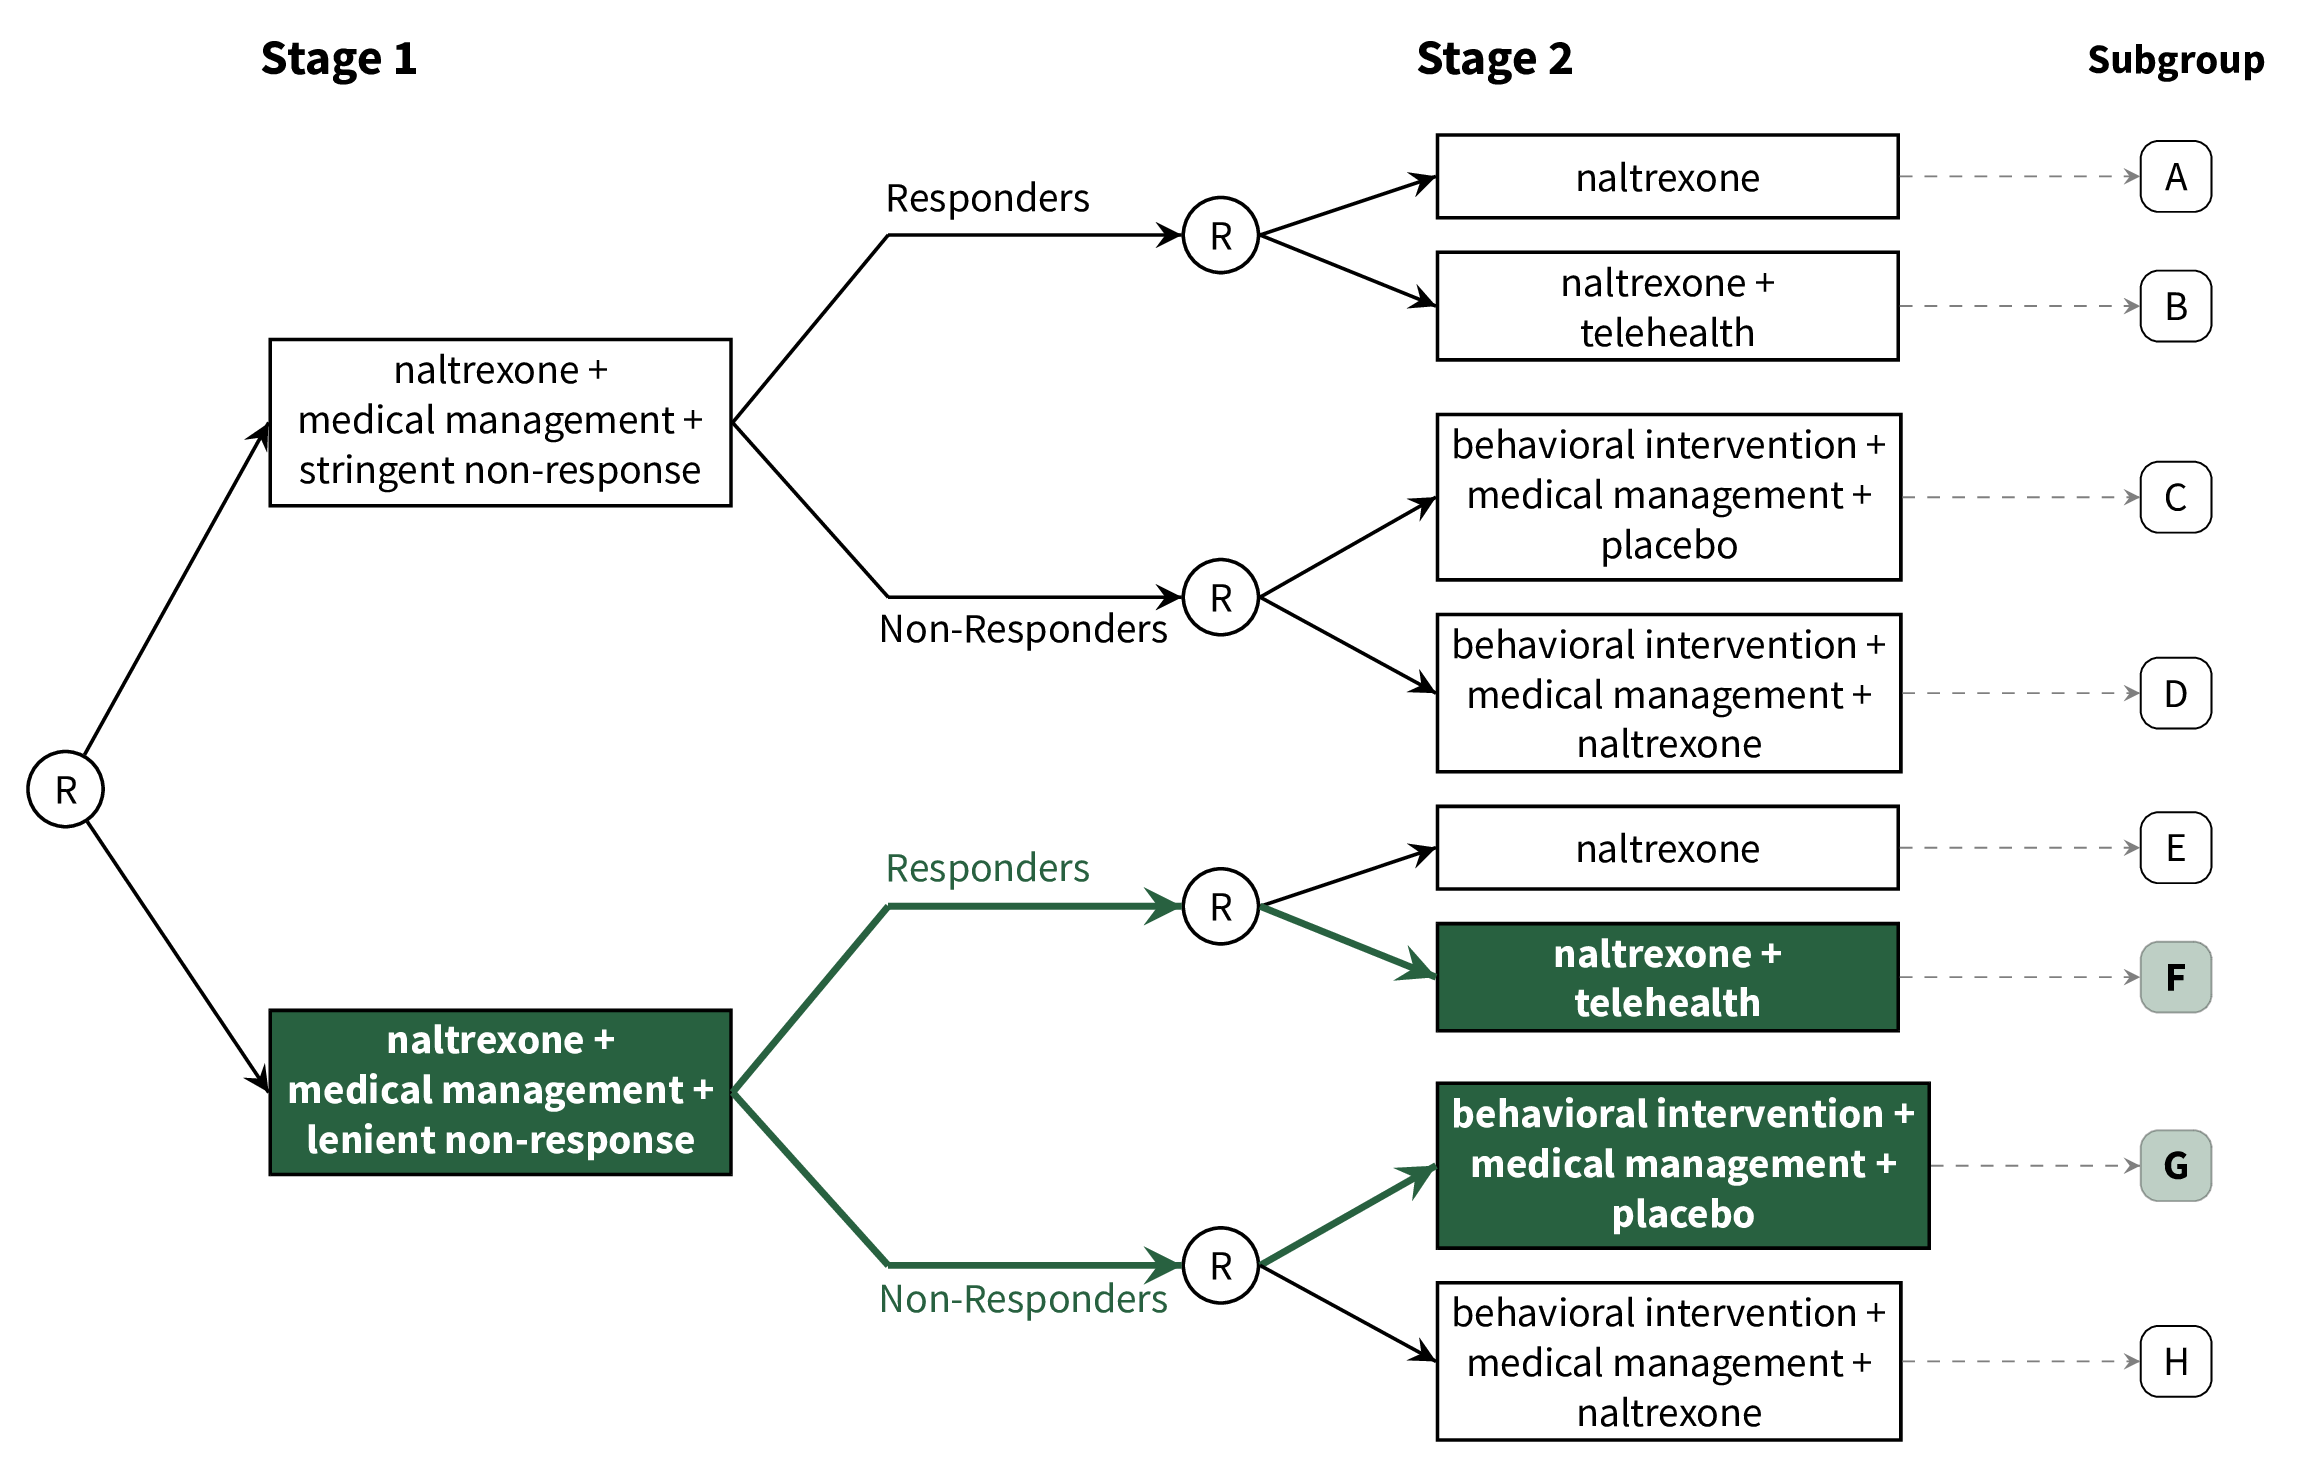 Stage 1
Stage 2
Subgroup
naltrexone
A
Responders
R
naltrexone +
telehealth
B
naltrexone +
medical management +
stringent non-response
behavioral intervention +
medical management +
placebo
C
R
Non-Responders
behavioral intervention +
medical management +
naltrexone
D
R
naltrexone
E
Responders
R
naltrexone +
telehealth
F
naltrexone +
medical management +
lenient non-response
behavioral intervention +
medical management +
placebo
G
R
Non-Responders
behavioral intervention +
medical management +
naltrexone
H